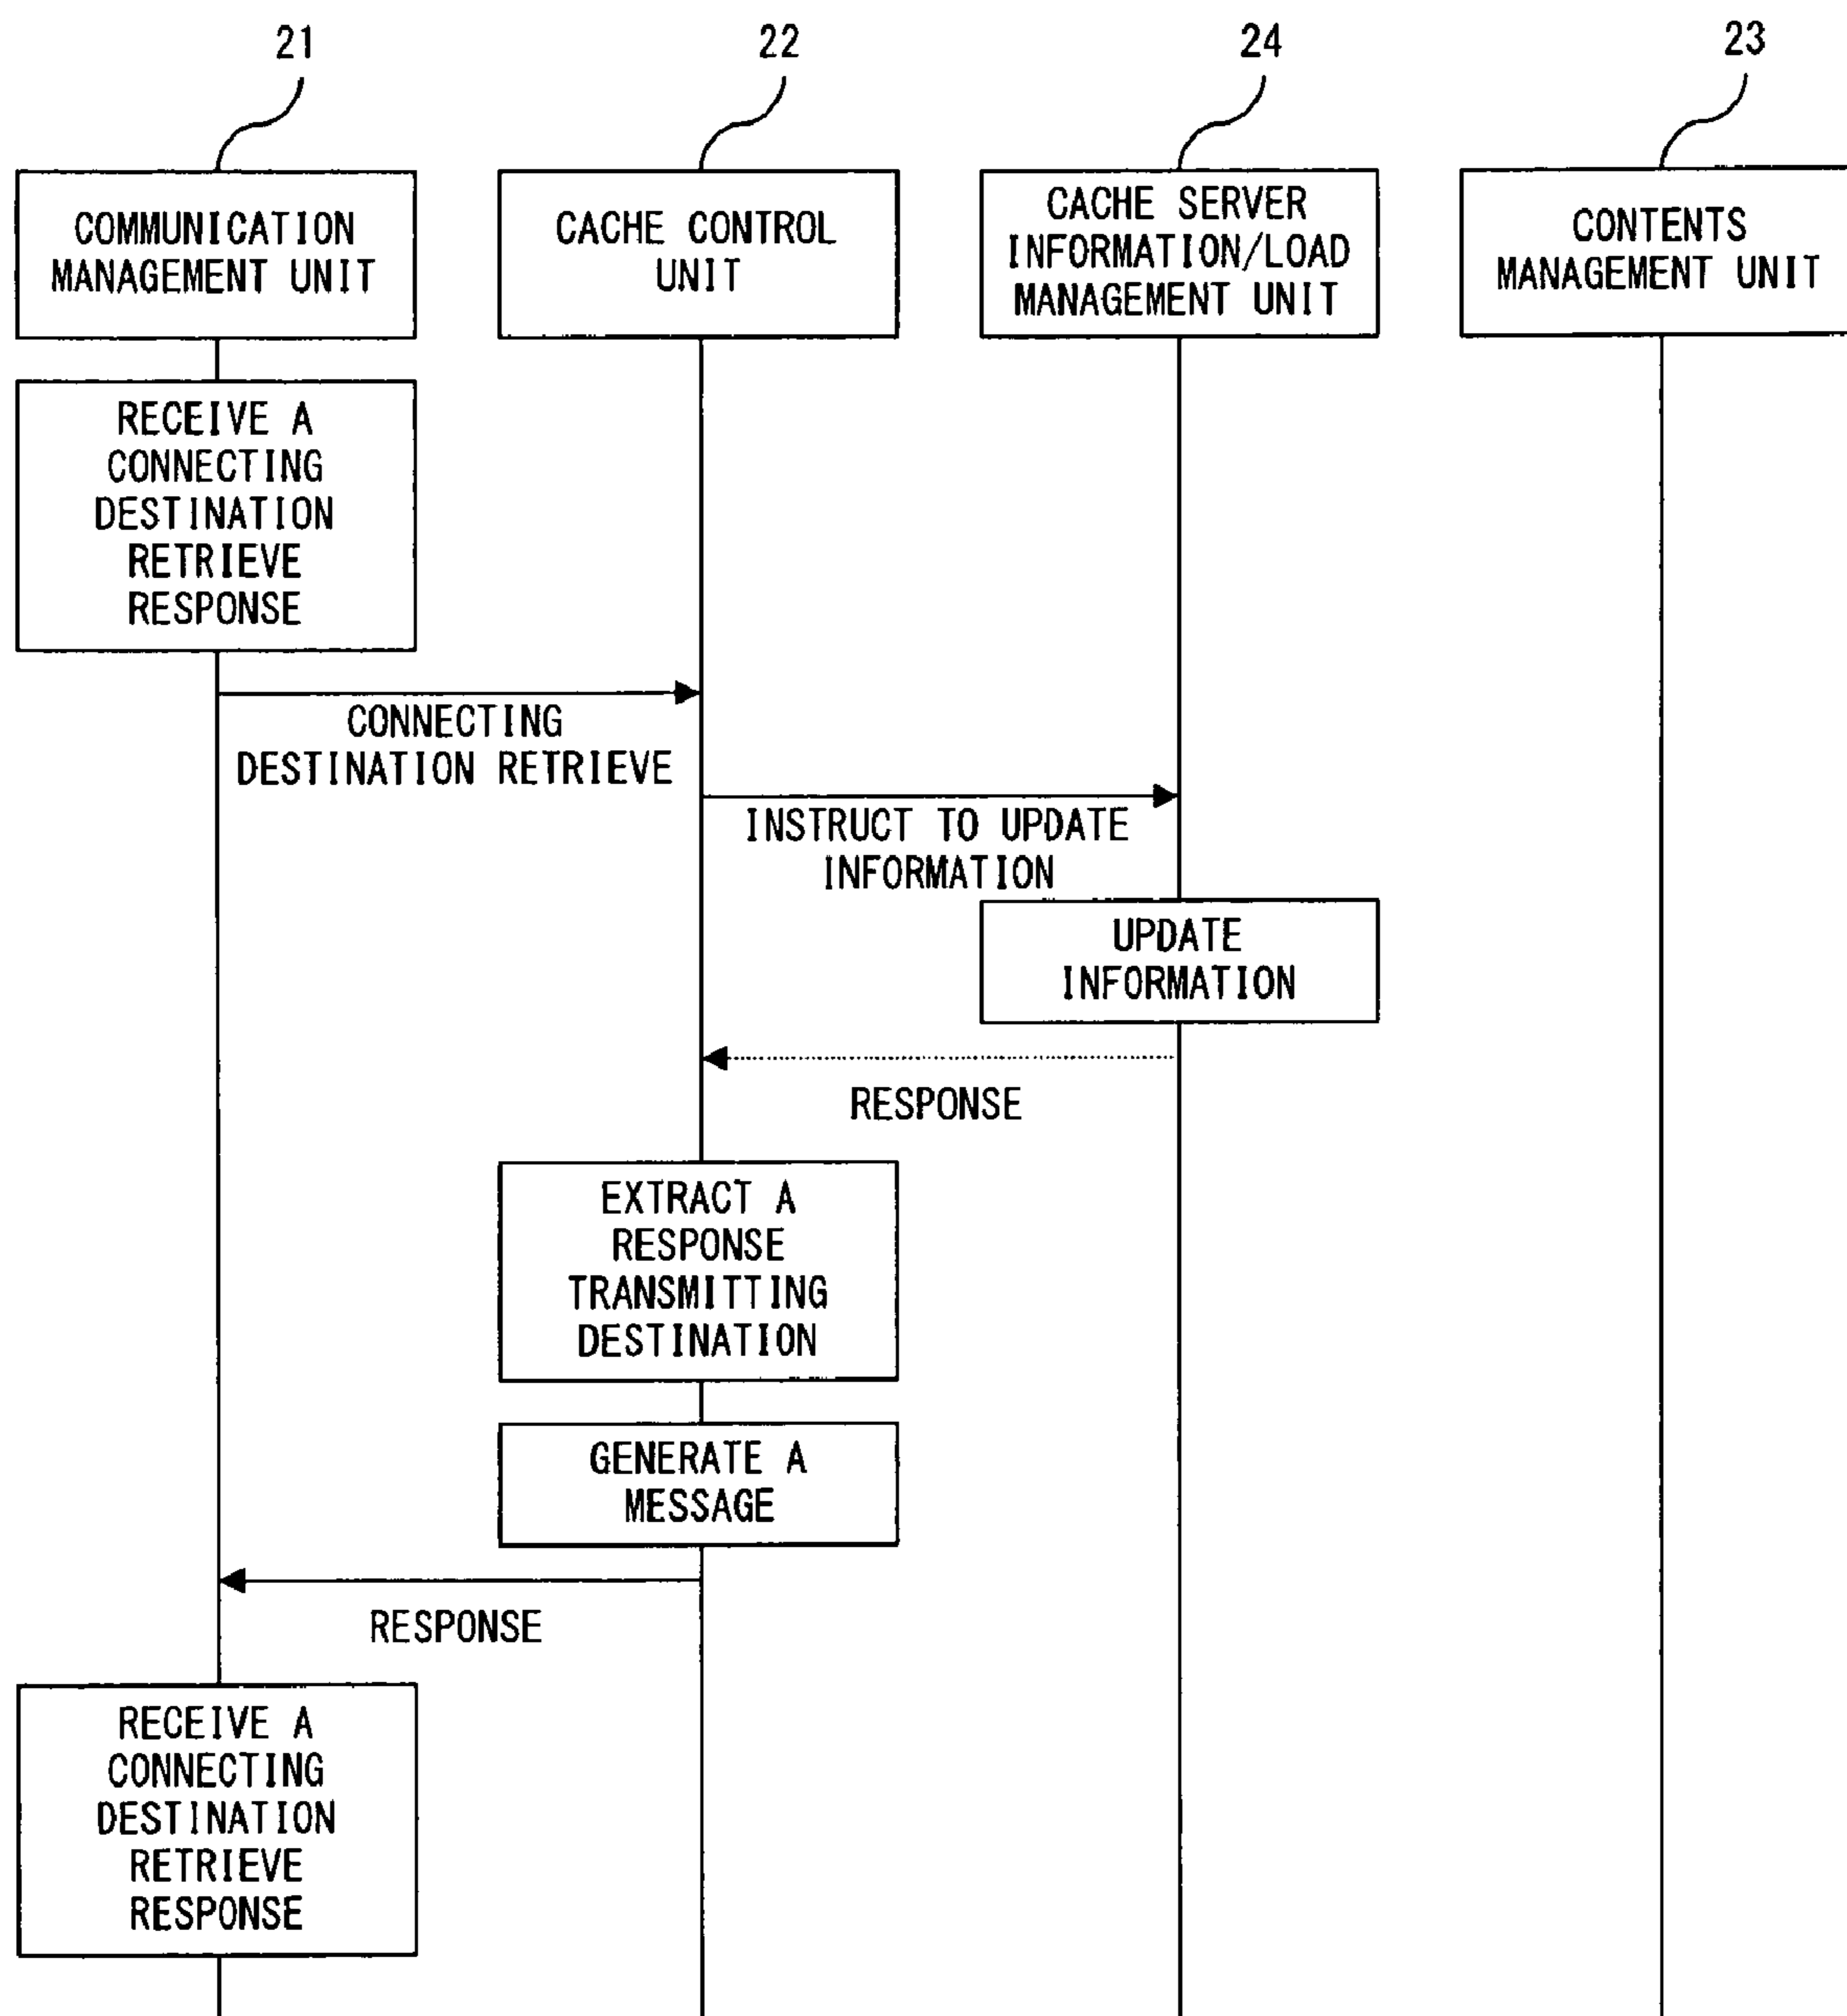 21
22
24
23
COMMUNICATION
MANAGEMENT UNIT
CACHE CONTROL
UNIT
CACHE SERVER
INFORMATION/LOAD
MANAGEMENT UNIT
CONTENTS
MANAGEMENT UNIT
RECEIVE A
CONNECTING
DESTINATION
RETRIEVE
RESPONSE
CONNECTING
DESTINATION RETRIEVE
INSTRUCT TO UPDATE
INFORMATION
UPDATE
INFORMATION
RESPONSE
EXTRACT A
RESPONSE
TRANSMITTING
DESTINATION
GENERATE A
MESSAGE
RESPONSE
RECEIVE A
CONNECTING
DESTINATION
RETRIEVE
RESPONSE